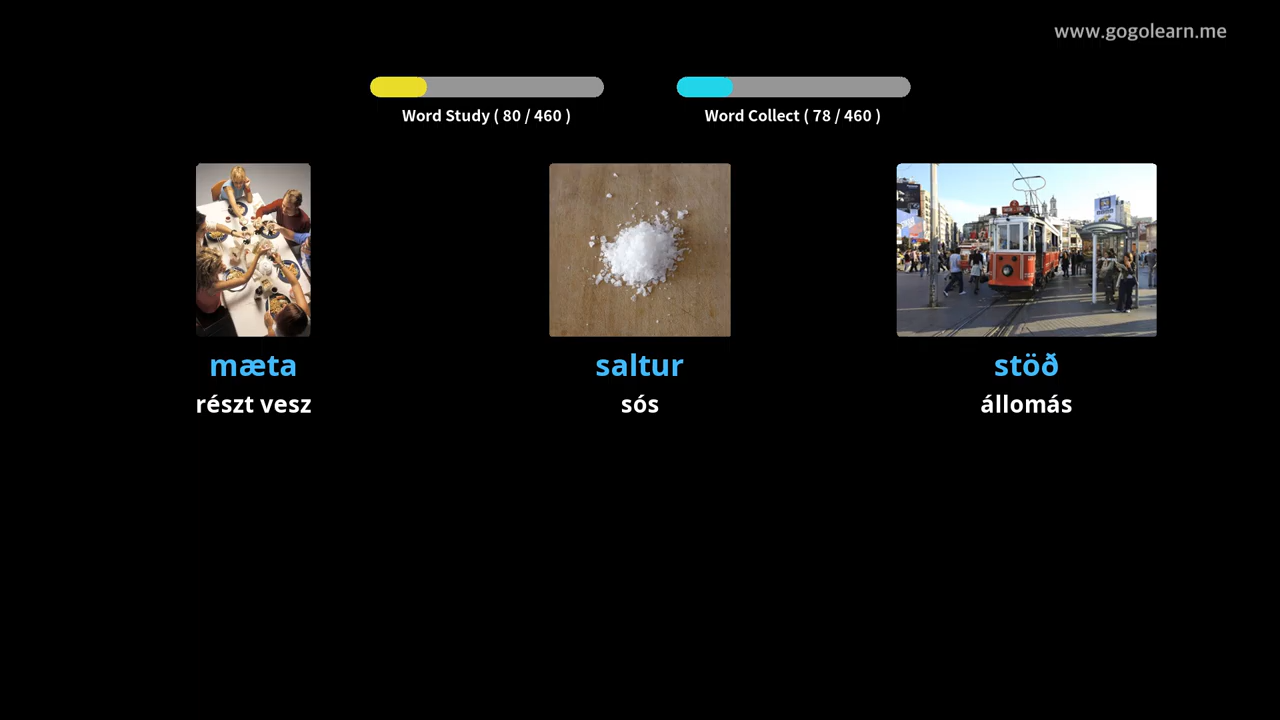 www.gogolearn.me
Word Study ( 80 / 460 )
Word Collect ( 78 / 460 )
mæta
saltur
stöð
részt vesz
sós
állomás